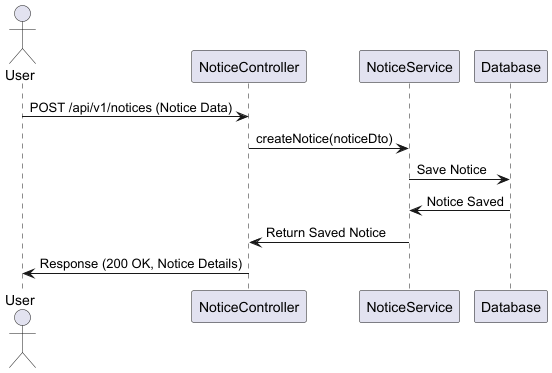 User
NoticeController
NoticeService
Database
POST /api/v1/notices (Notice Data)
createNotice(noticeDto)
Save Notice
Notice Saved
Return Saved Notice
Response (200 OK, Notice Details)
User
NoticeController
NoticeService
Database